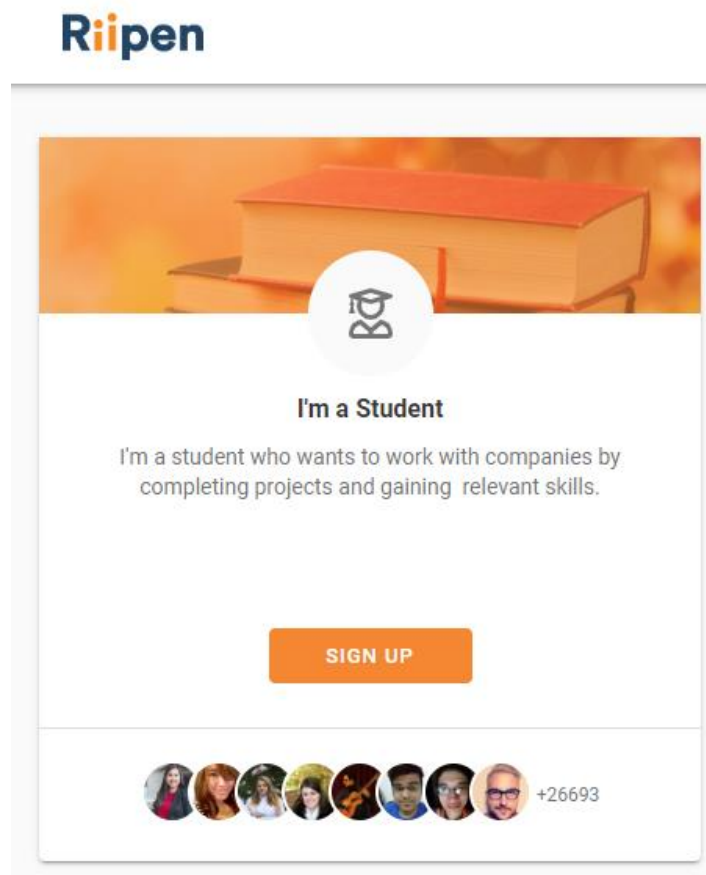 Riipen
I'm a Student
I'm a student who wants to work with companies by
completing projects and gaining relevant skills.
SIGN UP
+26693